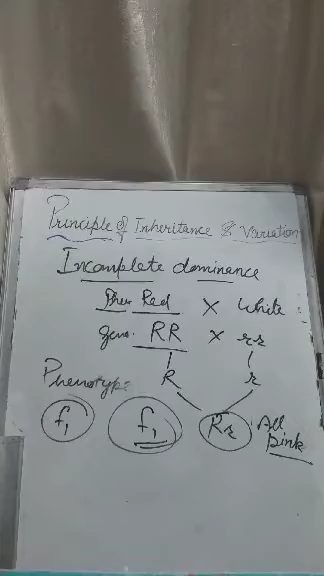 Principle of Inheritance & Variation
Incomplete dominance
Phen. Red X White
geno. RR X rr
Phenotype R r
f1 f1 Rr All
Pink